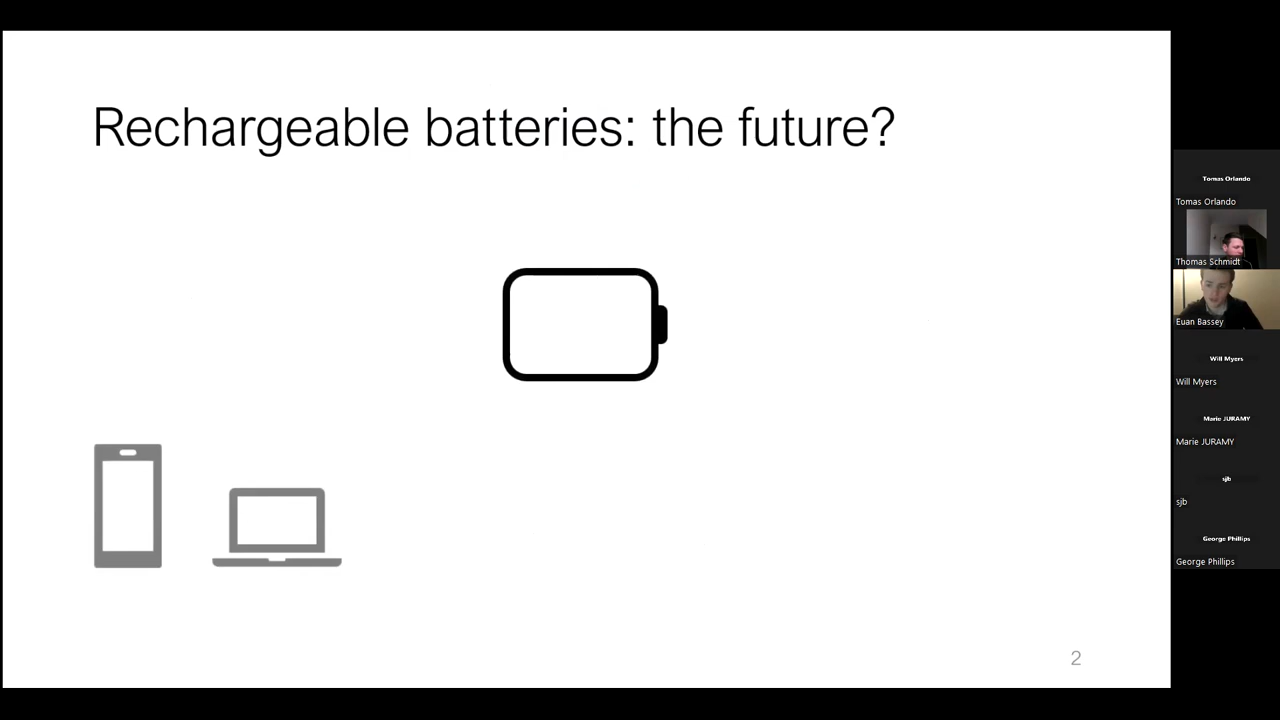 Rechargeable batteries: the future?
Tomas Orlando
Tomas Orlando
Thomas Schmidt
Euan Bassey
Will Myers
Will Myers
Marie JURAMY
Marie JURAMY
sjb
sjb
George Phillips
George Phillips
2